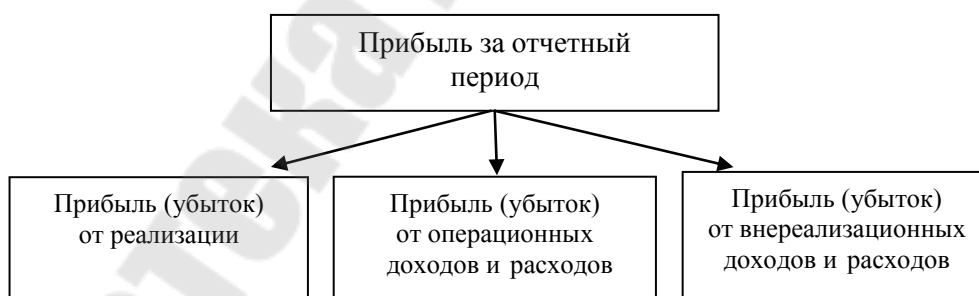 Прибыль за отчетный
период
Прибыль (убыток)
от реализации
Прибыль (убыток)
от операционных
доходов и расходов
Прибыль (убыток)
от внереализационных
доходов и расходов